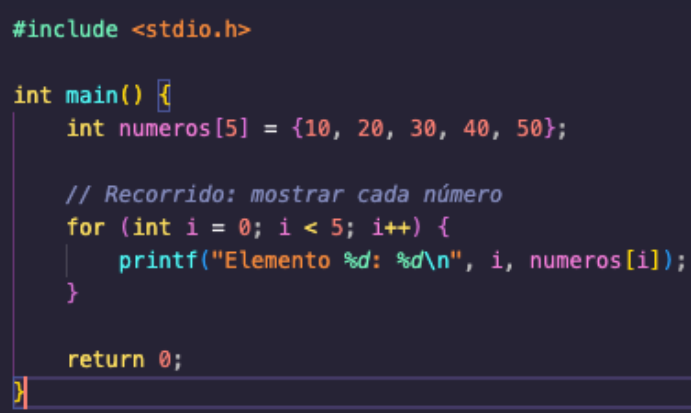 #include <stdio.h>
int main() {
int numeros[5] = {10, 20, 30, 40, 50};
// Recorrido: mostrar cada número
for (int i = 0; i < 5; i++) {
printf("Elemento %d: %d\n", i, numeros[i]);
}
return 0;
}